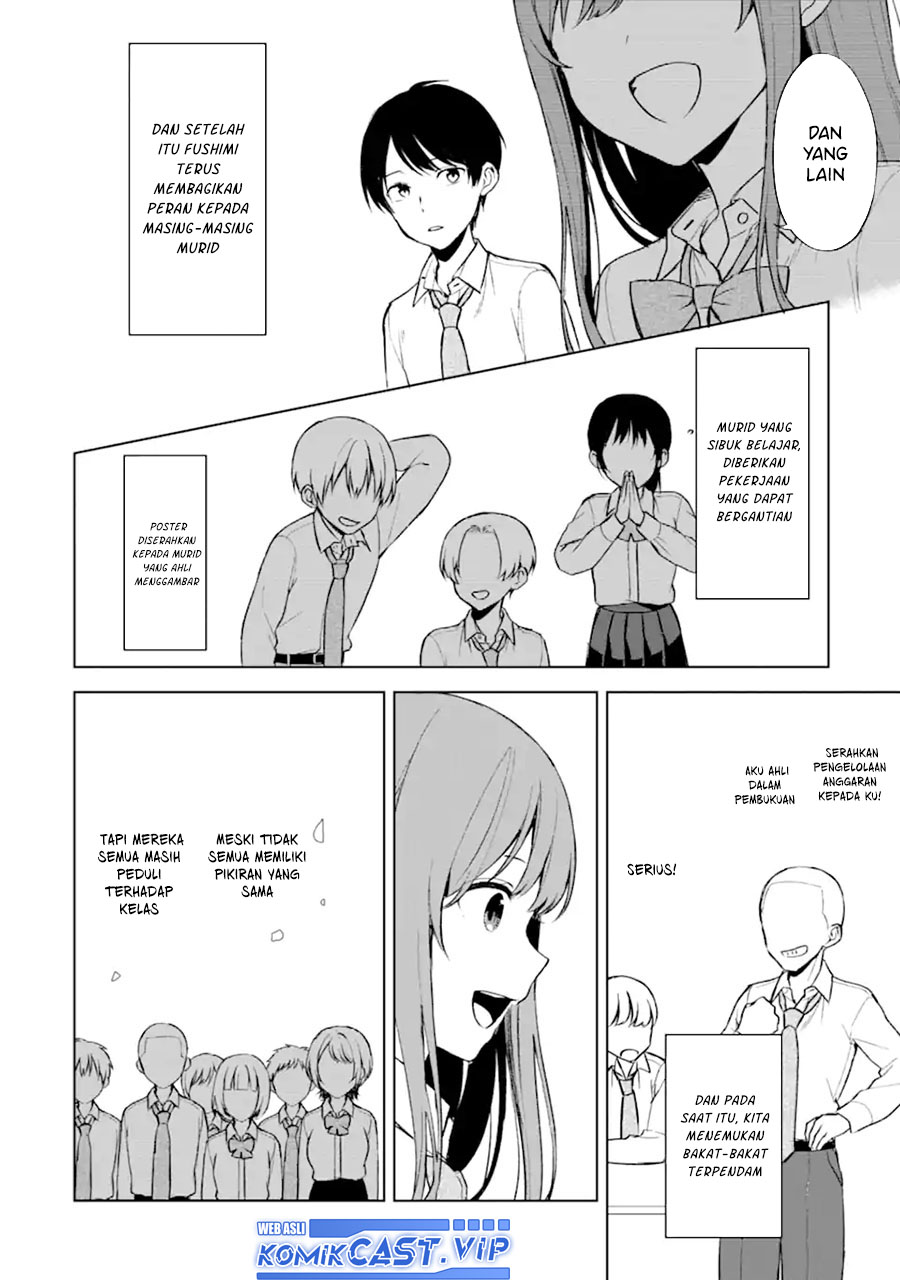 DAN
YANG
LAIN
DAN SETELAH
ITU FUSHIMI
TERUS
MEMBAGIKAN
PERAN KEPADA
MASING-MASING
MURID
MURID YANG
SIBUK BELAJAR,
DIBERIKAN
PEKERJAAN
YANG DAPAT
BERGANTIAN
POSTER
DISERAHKAN
KEPADA MURID
YANG AHLI
MENGGAMBAR
SERAHKAN
PENGELOLAAN
ANGGARAN
KEPADA KU!
AKU AHLI
DALAM
PEMBUKUAN
SERIUS!
DAN PADA
SAAT ITU, KITA
MENEMUKAN
BAKAT-BAKAT
TERPENDAM
MESKI TIDAK
SEMUA MEMILIKI
PIKIRAN YANG
SAMA
TAPI MEREKA
SEMUA MASIH
PEDULI
TERHADAP
KELAS
WEB ASLI
KOMIKCAST.VIP